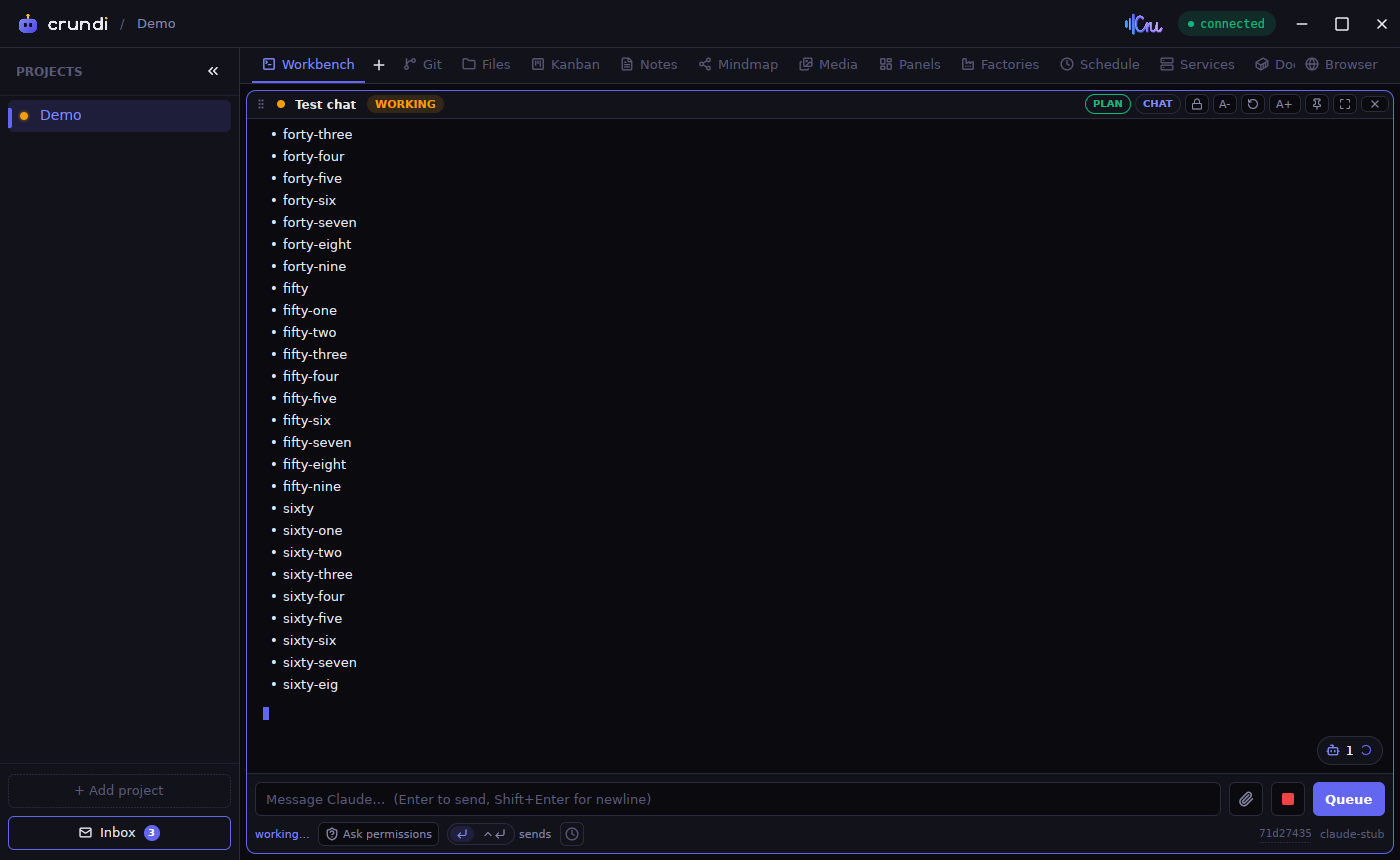 crundi / Demo
Cru
connected
PROJECTS
Workbench
Git
Files
Kanban
Notes
Mindmap
Media
Panels
Factories
Schedule
Services
Doc
Browser
Demo
Test chat WORKING
PLAN CHAT A- A+
• forty-three
• forty-four
• forty-five
• forty-six
• forty-seven
• forty-eight
• forty-nine
• fifty
• fifty-one
• fifty-two
• fifty-three
• fifty-four
• fifty-five
• fifty-six
• fifty-seven
• fifty-eight
• fifty-nine
• sixty
• sixty-one
• sixty-two
• sixty-three
• sixty-four
• sixty-five
• sixty-six
• sixty-seven
• sixty-eig
1
+ Add project
Inbox 3
Message Claude... (Enter to send, Shift+Enter for newline)
Queue
working...
Ask permissions
sends
71d27435 claude-stub